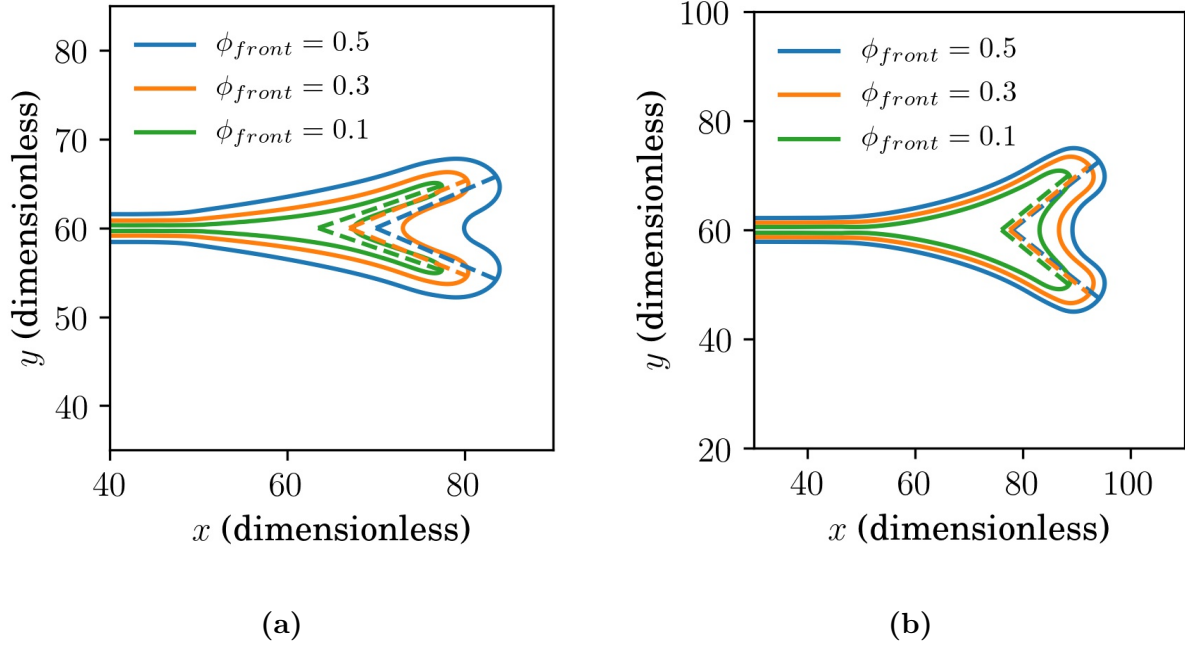 80
70
60
50
40
y (dimensionless)
ϕ_front = 0.5
ϕ_front = 0.3
ϕ_front = 0.1
40 60 80
x (dimensionless)
(a)
100
80
60
40
20
y (dimensionless)
ϕ_front = 0.5
ϕ_front = 0.3
ϕ_front = 0.1
40 60 80 100
x (dimensionless)
(b)